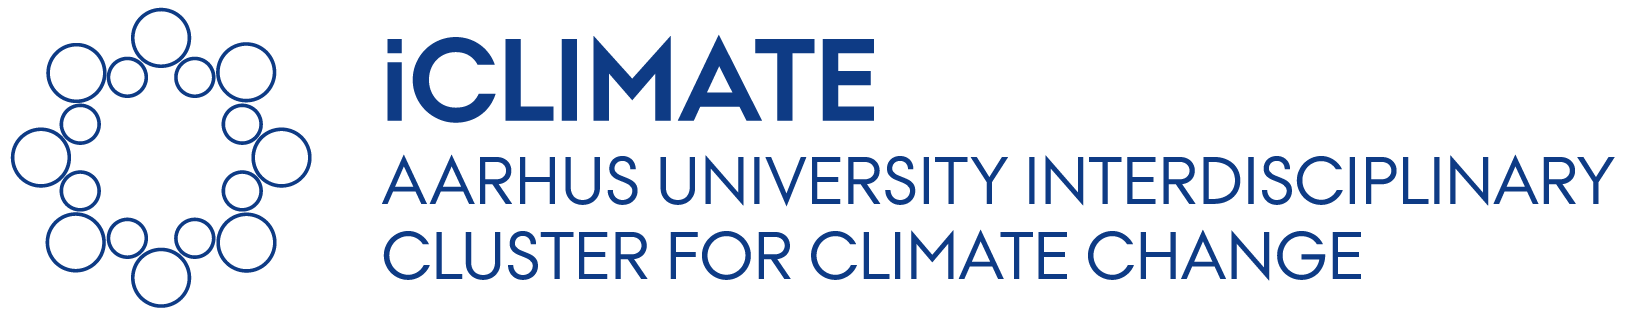 iCLIMATE
AARHUS UNIVERSITY INTERDISCIPLINARY
CLUSTER FOR CLIMATE CHANGE